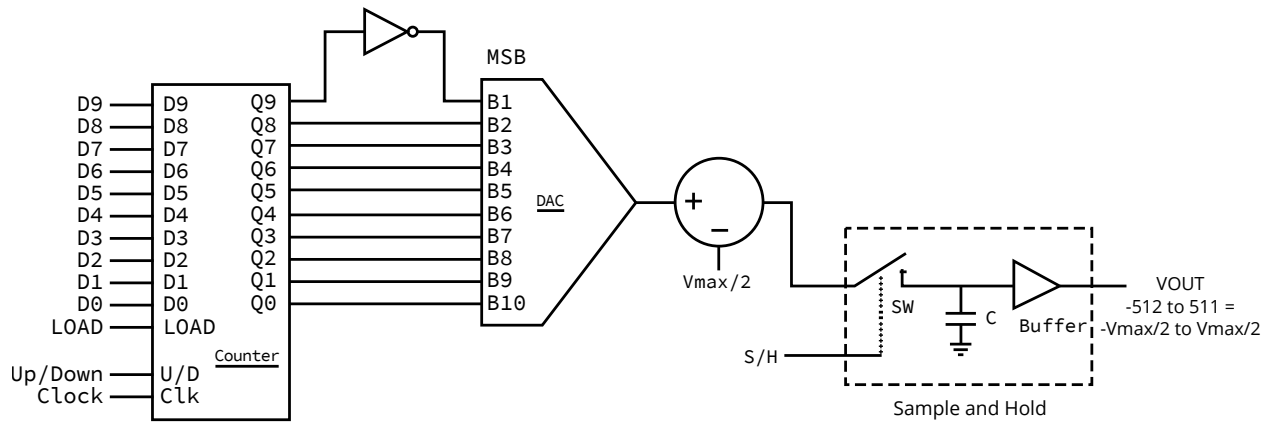 MSB
D9 D9 Q9 B1
D8 D8 Q8 B2
D7 D7 Q7 B3
D6 D6 Q6 B4
D5 D5 Q5 B5
D4 D4 Q4 B6
D3 D3 Q3 B7
D2 D2 Q2 B8
D1 D1 Q1 B9
D0 D0 Q0 B10
LOAD LOAD
Counter
Up/Down U/D
Clock Clk
DAC
+
−
Vmax/2
S/H
SW
C
Buffer
Sample and Hold
VOUT
-512 to 511 =
-Vmax/2 to Vmax/2